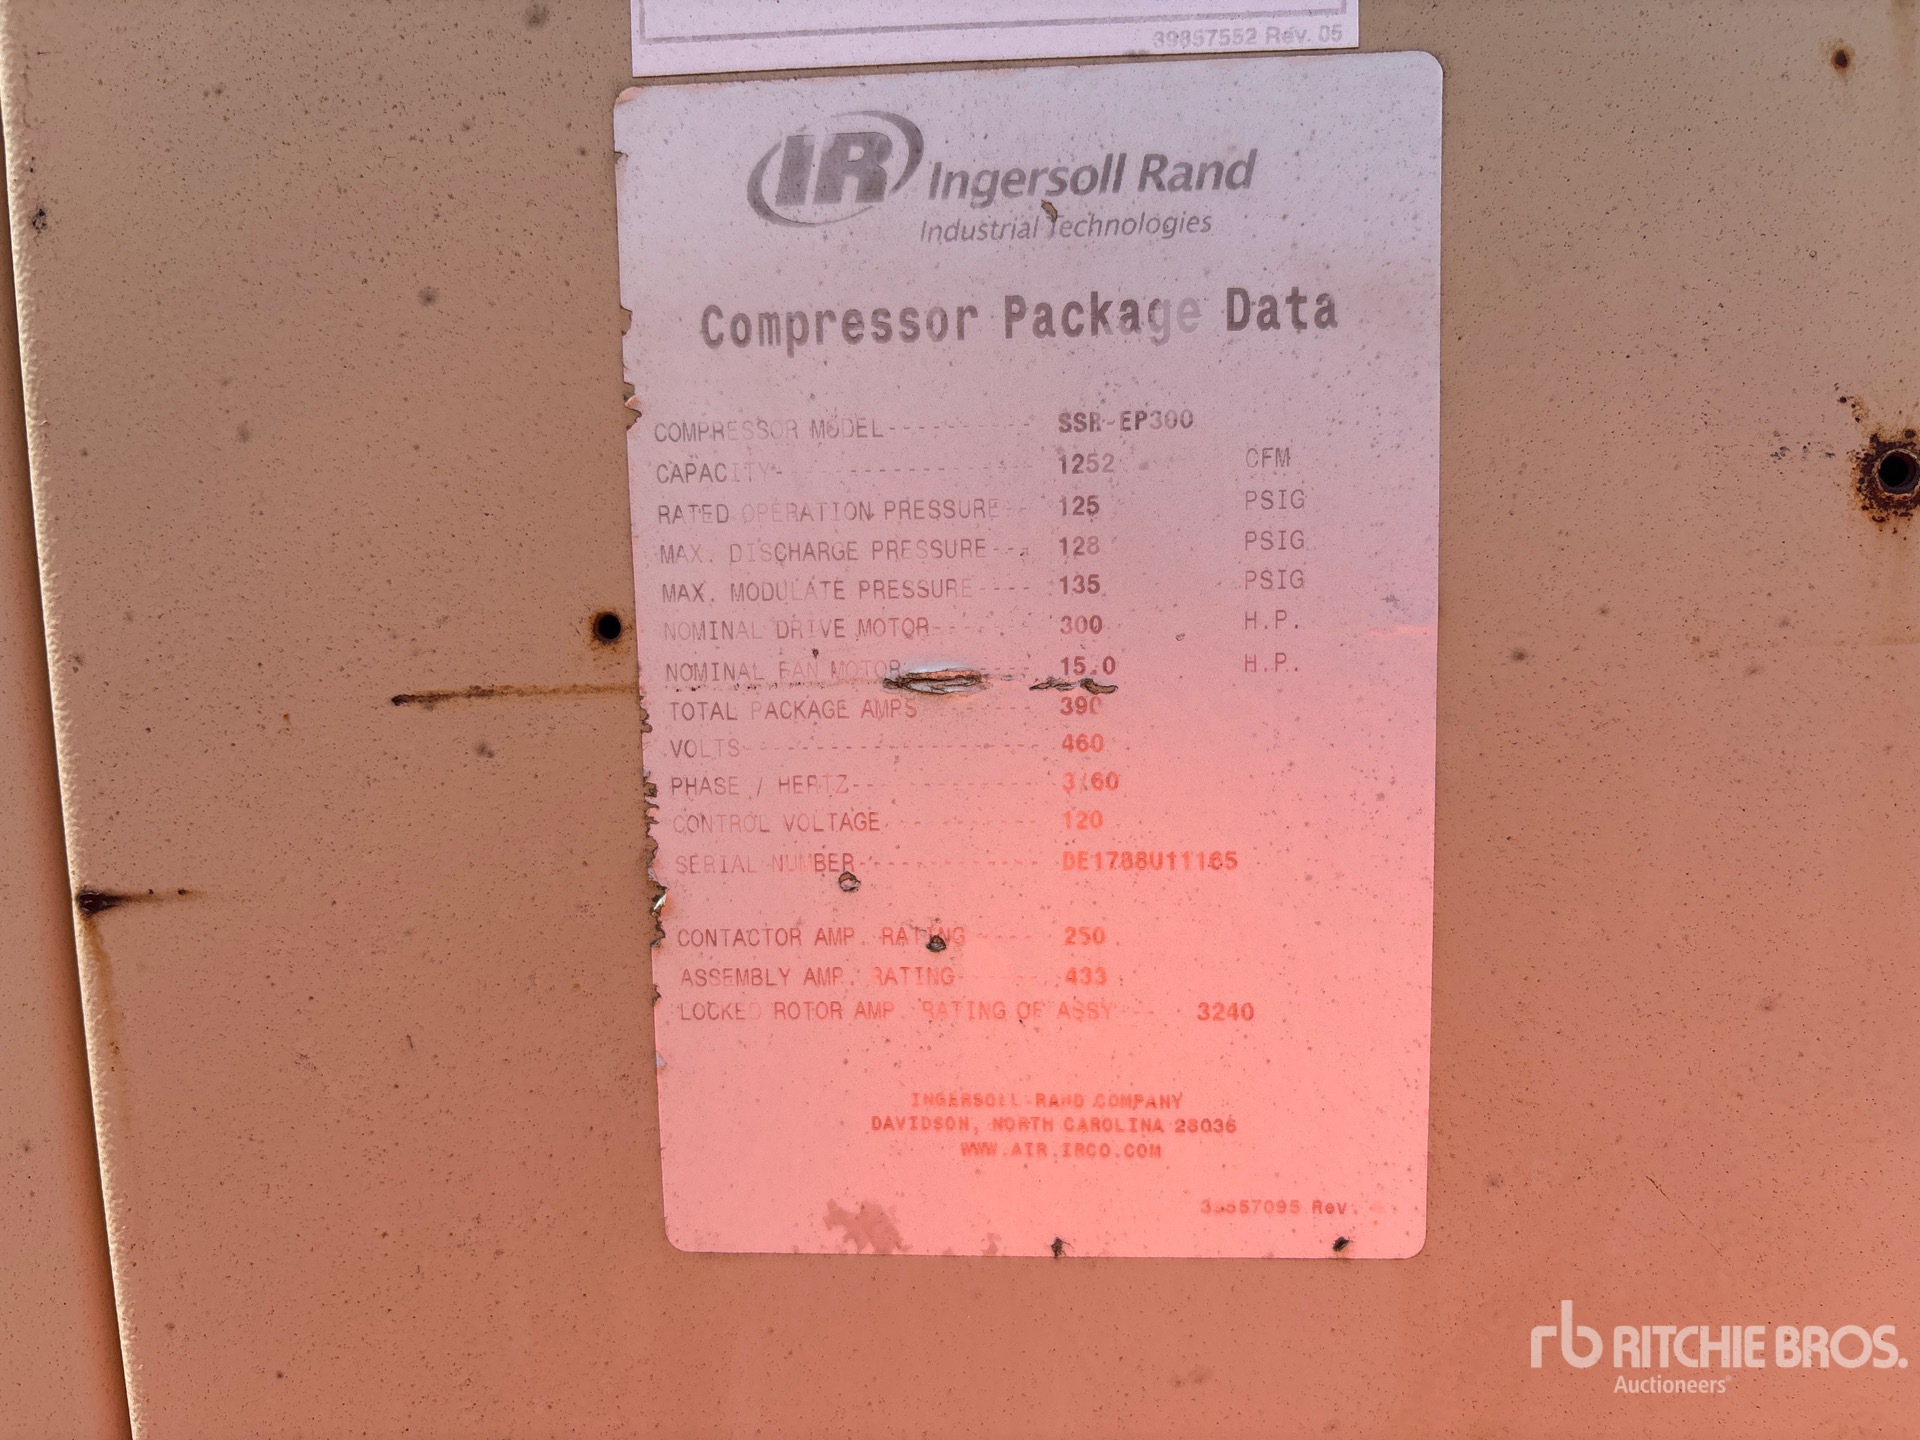 39857552 Rev. 05
IR Ingersoll Rand
Industrial Technologies
Compressor Package Data
COMPRESSOR MODEL----------- SSR-EP300
CAPACITY------------------- 1252 CFM
RATED OPERATION PRESSURE--- 125 PSIG
MAX. DISCHARGE PRESSURE---- 128 PSIG
MAX. MODULATE PRESSURE----- 135 PSIG
NOMINAL DRIVE MOTOR-------- 300 H.P.
NOMINAL FAN MOTOR---------- 15.0 H.P.
TOTAL PACKAGE AMPS--------- 390
VOLTS---------------------- 460
PHASE / HERTZ-------------- 3/60
CONTROL VOLTAGE------------ 120
SERIAL NUMBER-------------- DE1788U11165
CONTACTOR AMP. RATING------ 250
ASSEMBLY AMP. RATING------- 433
LOCKED ROTOR AMP. RATING OF ASSY---- 3240
INGERSOLL-RAND COMPANY
DAVIDSON, NORTH CAROLINA 28036
WWW.AIR.IRCO.COM
Rev.
rb RITCHIE BROS.
Auctioneers